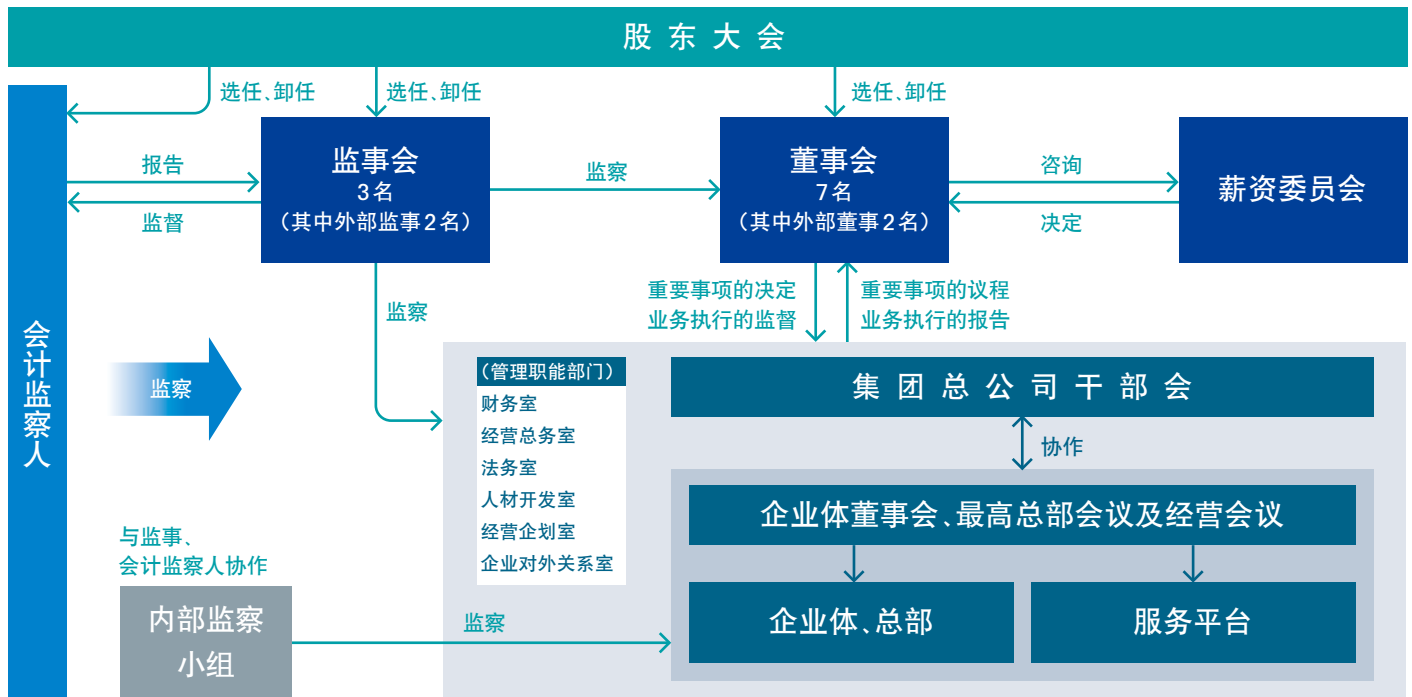 股东大会
选任、卸任
选任、卸任
选任、卸任
会计监察人
报告
监督
监事会
3名
（其中外部监事2名）
监察
董事会
7名
（其中外部董事2名）
咨询
决定
薪资委员会
监察
重要事项的决定
业务执行的监督
重要事项的议程
业务执行的报告
监察
（管理职能部门）
财务室
经营总务室
法务室
人材开发室
经营企划室
企业对外关系室
集团总公司干部会
协作
企业体董事会、最高总部会议及经营会议
企业体、总部
服务平台
与监事、
会计监察人协作
内部监察
小组
监察